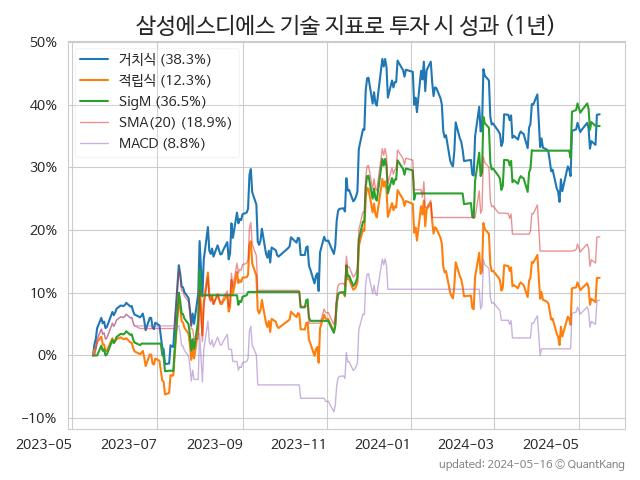 삼성에스디에스 기술 지표로 투자 시 성과 (1년)
50%
40%
30%
20%
10%
0%
−10%
거치식 (38.3%)
적립식 (12.3%)
SigM (36.5%)
SMA(20) (18.9%)
MACD (8.8%)
2023-05 2023-07 2023-09 2023-11 2024-01 2024-03 2024-05
updated: 2024-05-16 © QuantKang